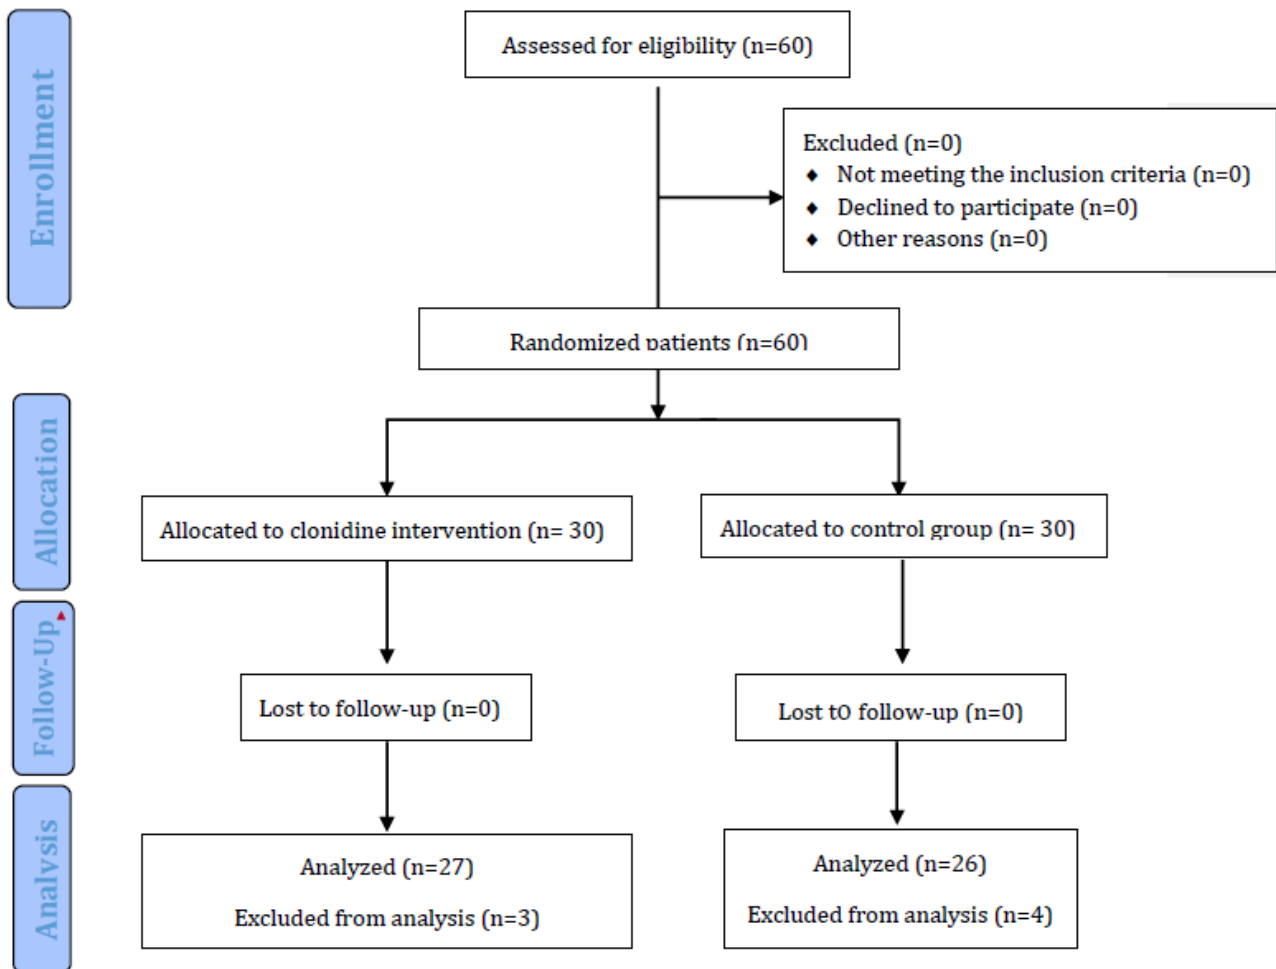 Enrollment
Assessed for eligibility (n=60)
Excluded (n=0)
◆ Not meeting the inclusion criteria (n=0)
◆ Declined to participate (n=0)
◆ Other reasons (n=0)
Randomized patients (n=60)
Allocation
Allocated to clonidine intervention (n= 30)
Allocated to control group (n= 30)
Follow-Up
Lost to follow-up (n=0)
Lost tO follow-up (n=0)
Analysis
Analyzed (n=27)
Excluded from analysis (n=3)
Analyzed (n=26)
Excluded from analysis (n=4)